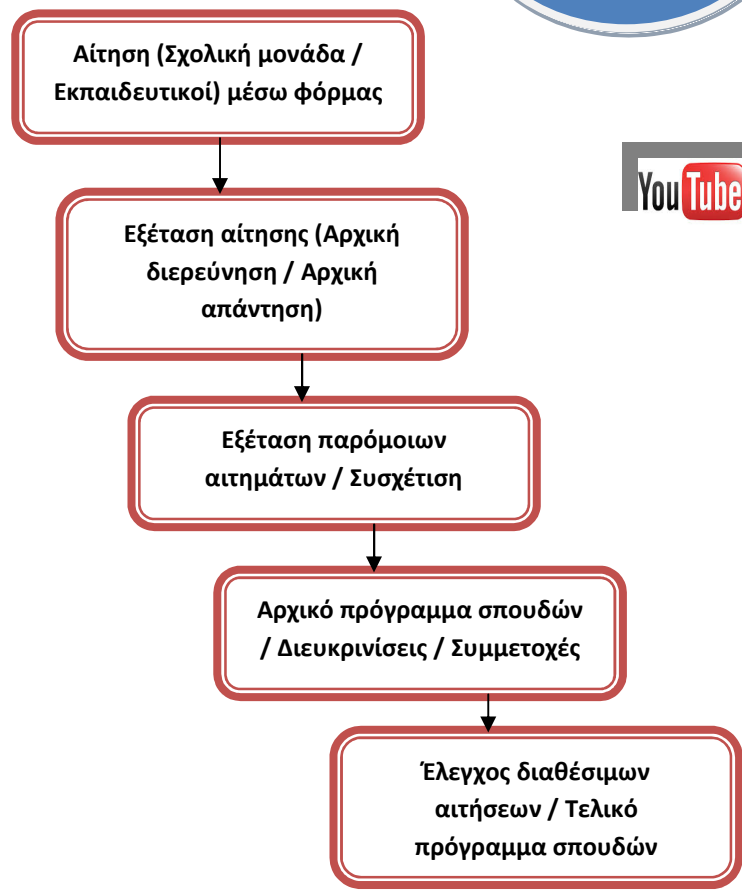 Αίτηση (Σχολική μονάδα /
Εκπαιδευτικοί) μέσω φόρμας
You Tube
Εξέταση αίτησης (Αρχική
διερεύνηση / Αρχική
απάντηση)
Εξέταση παρόμοιων
αιτημάτων / Συσχέτιση
Αρχικό πρόγραμμα σπουδών
/ Διευκρινίσεις / Συμμετοχές
Έλεγχος διαθέσιμων
αιτήσεων / Τελικό
πρόγραμμα σπουδών